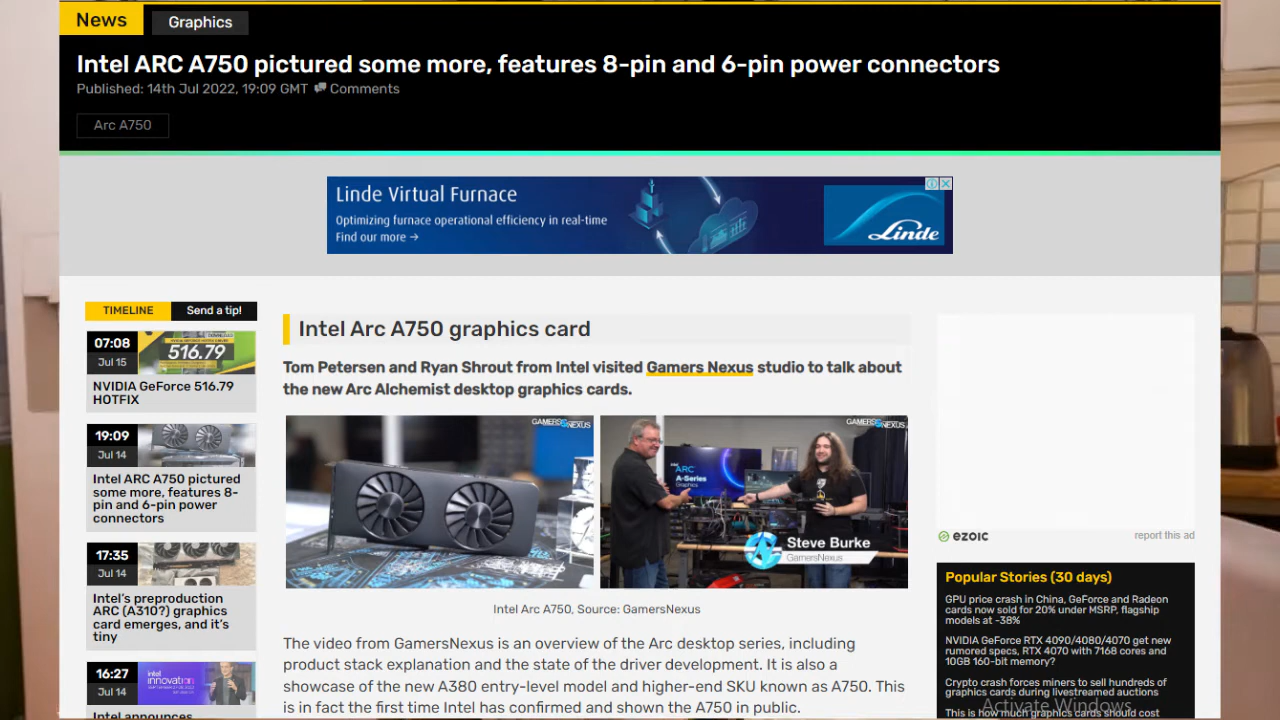 News
Graphics
Intel ARC A750 pictured some more, features 8-pin and 6-pin power connectors
Published: 14th Jul 2022, 19:09 GMT Comments
Arc A750
Linde Virtual Furnace
Optimizing furnace operational efficiency in real-time
Find our more →
Linde
TIMELINE
Send a tip!
07:08
Jul 15
516.79
NVIDIA GeForce 516.79
HOTFIX
19:09
Jul 14
Intel ARC A750 pictured
some more, features 8-
pin and 6-pin power
connectors
17:35
Jul 14
Intel's preproduction
ARC (A310?) graphics
card emerges, and it's
tiny
16:27
Jul 14
intel
innovation
Intel announces
Intel Arc A750 graphics card
Tom Petersen and Ryan Shrout from Intel visited Gamers Nexus studio to talk about
the new Arc Alchemist desktop graphics cards.
GAMERS NEXUS
GAMERS NEXUS
ARC
A-Series
Graphics
Steve Burke
GamersNexus
Intel Arc A750, Source: GamersNexus
The video from GamersNexus is an overview of the Arc desktop series, including
product stack explanation and the state of the driver development. It is also a
showcase of the new A380 entry-level model and higher-end SKU known as A750. This
is in fact the first time Intel has confirmed and shown the A750 in public.
ezoic
report this ad
Popular Stories (30 days)
GPU price crash in China, GeForce and Radeon
cards now sold for 20% under MSRP, flagship
models at -38%
NVIDIA GeForce RTX 4090/4080/4070 get new
rumored specs, RTX 4070 with 7168 cores and
10GB 160-bit memory?
Crypto crash forces miners to sell hundreds of
graphics cards during livestreamed auctions
This is how much graphics cards should cost
Activate Windows